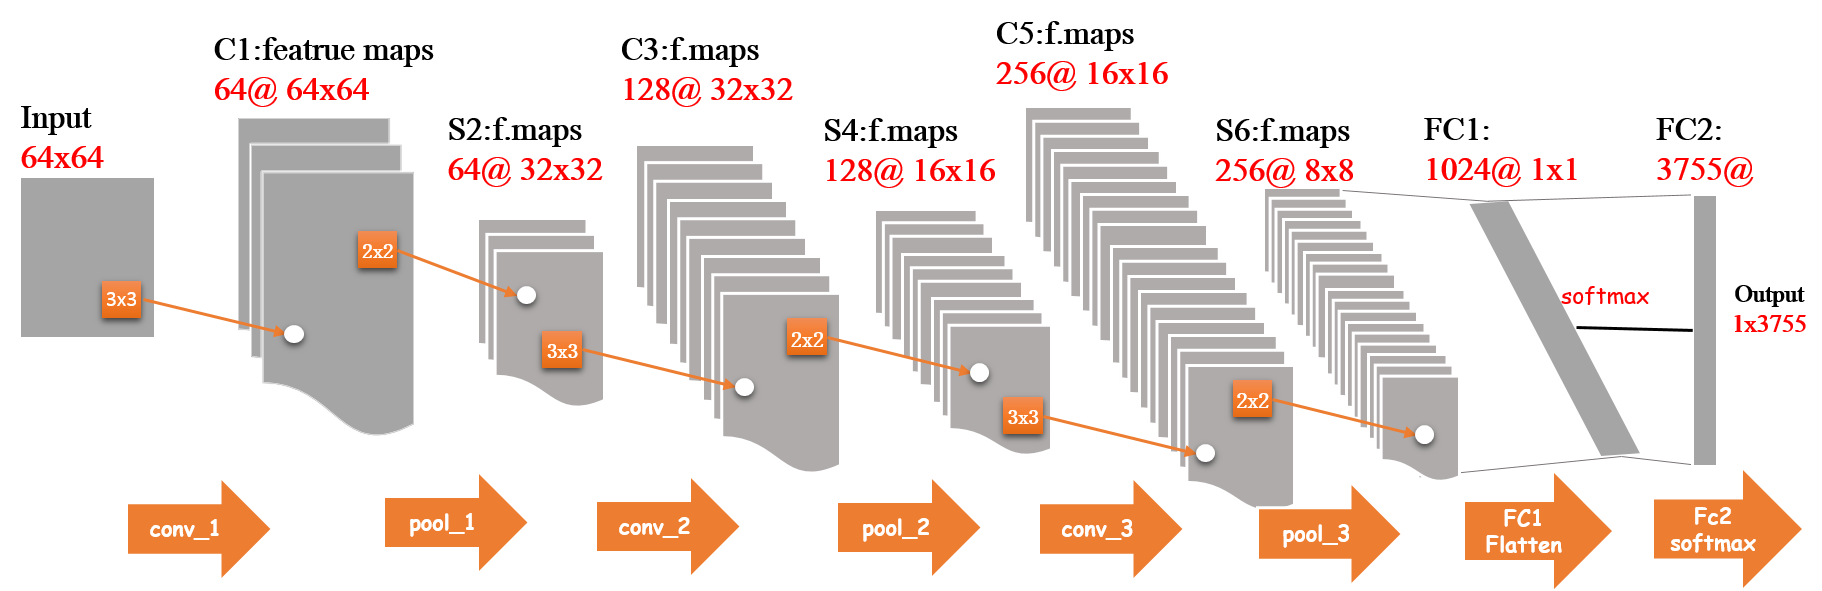 Input
64x64
C1:featrue maps
64@ 64x64
S2:f.maps
64@ 32x32
C3:f.maps
128@ 32x32
S4:f.maps
128@ 16x16
C5:f.maps
256@ 16x16
S6:f.maps
256@ 8x8
FC1:
1024@ 1x1
FC2:
3755@
3x3
2x2
3x3
2x2
3x3
2x2
softmax
Output
1x3755
conv_1
pool_1
conv_2
pool_2
conv_3
pool_3
FC1
Flatten
Fc2
softmax